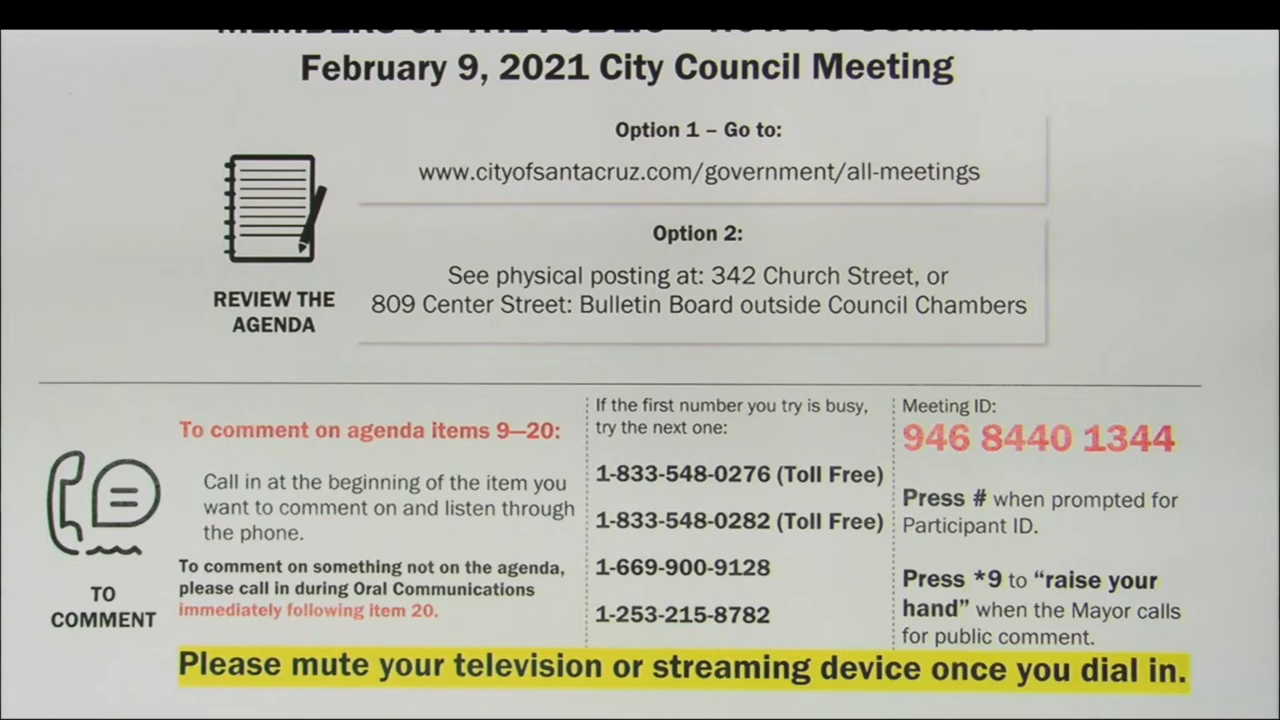 MEMBERS OF THE PUBLIC – HOW TO COMMENT
February 9, 2021 City Council Meeting
Option 1 – Go to:
www.cityofsantacruz.com/government/all-meetings
Option 2:
See physical posting at: 342 Church Street, or
809 Center Street: Bulletin Board outside Council Chambers
REVIEW THE
AGENDA
To comment on agenda items 9—20:
Call in at the beginning of the item you
want to comment on and listen through
the phone.
To comment on something not on the agenda,
please call in during Oral Communications
immediately following item 20.
TO
COMMENT
If the first number you try is busy,
try the next one:
1-833-548-0276 (Toll Free)
1-833-548-0282 (Toll Free)
1-669-900-9128
1-253-215-8782
Meeting ID:
946 8440 1344
Press # when prompted for
Participant ID.
Press *9 to “raise your
hand” when the Mayor calls
for public comment.
Please mute your television or streaming device once you dial in.